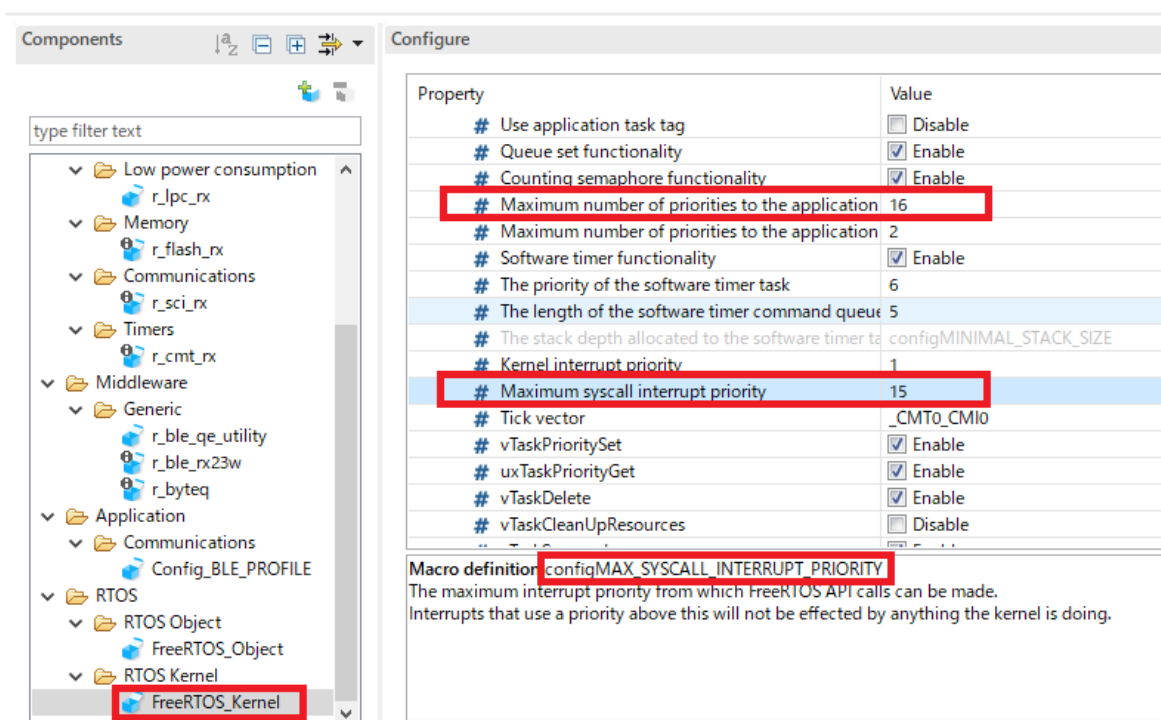 Components
Configure
type filter text
Low power consumption
r_lpc_rx
Memory
r_flash_rx
Communications
r_sci_rx
Timers
r_cmt_rx
Middleware
Generic
r_ble_qe_utility
r_ble_rx23w
r_byteq
Application
Communications
Config_BLE_PROFILE
RTOS
RTOS Object
FreeRTOS_Object
RTOS Kernel
FreeRTOS_Kernel
Property Value
# Use application task tag Disable
# Queue set functionality Enable
# Counting semaphore functionality Enable
# Maximum number of priorities to the application 16
# Maximum number of priorities to the application 2
# Software timer functionality Enable
# The priority of the software timer task 6
# The length of the software timer command queue 5
# The stack depth allocated to the software timer ta configMINIMAL_STACK_SIZE
# Kernel interrupt priority 1
# Maximum syscall interrupt priority 15
# Tick vector _CMT0_CMI0
# vTaskPrioritySet Enable
# uxTaskPriorityGet Enable
# vTaskDelete Enable
# vTaskCleanUpResources Disable
Macro definition configMAX_SYSCALL_INTERRUPT_PRIORITY
The maximum interrupt priority from which FreeRTOS API calls can be made.
Interrupts that use a priority above this will not be effected by anything the kernel is doing.